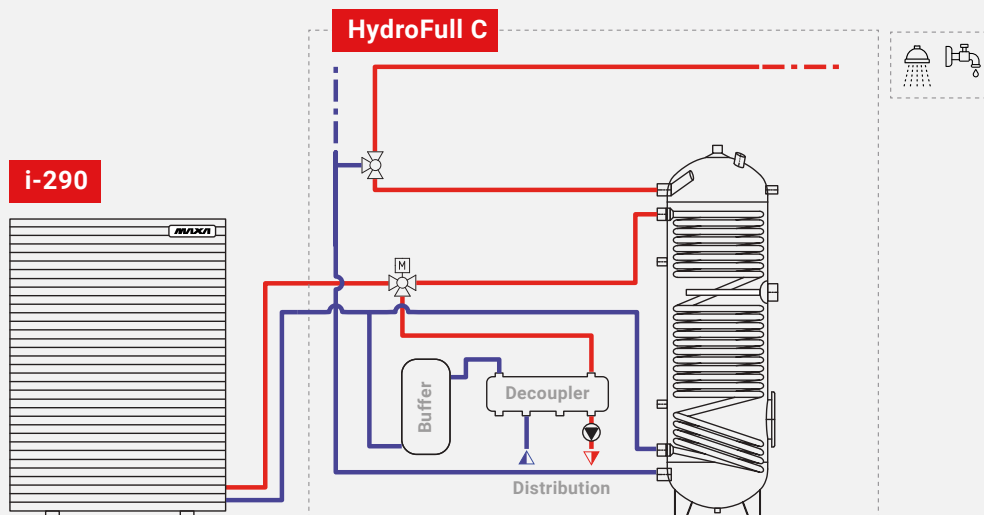 HydroFull C
i-290
MAXA
M
Buffer
Decoupler
Distribution